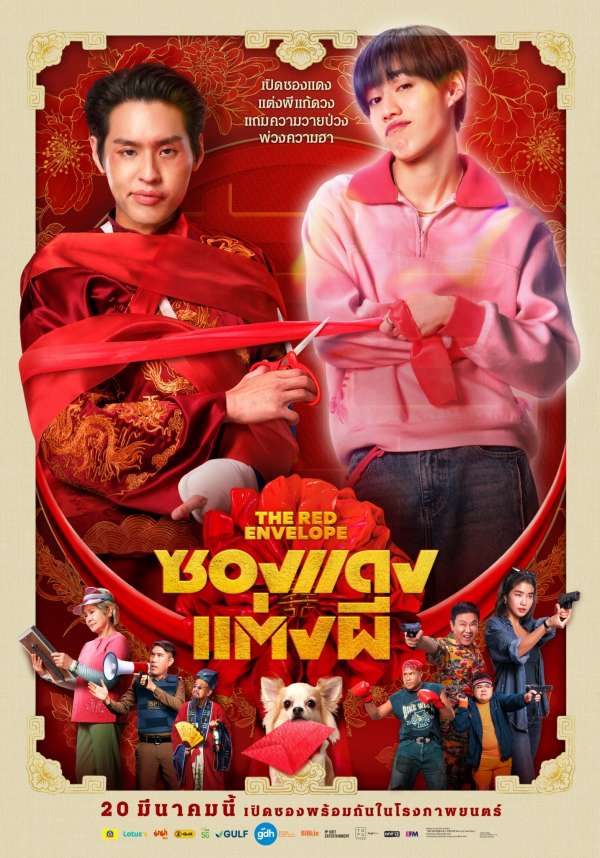 เปิดซองแดง
แต่งผีแก้ดวง
แถมความวายป่วง
พ่วงความฮา
THE RED
ENVELOPE
ซองแดง
แต่งผี
20 มีนาคมนี้ เปิดซองพร้อมกันในโรงภาพยนตร์
Lotus's GULF gdh Billkin